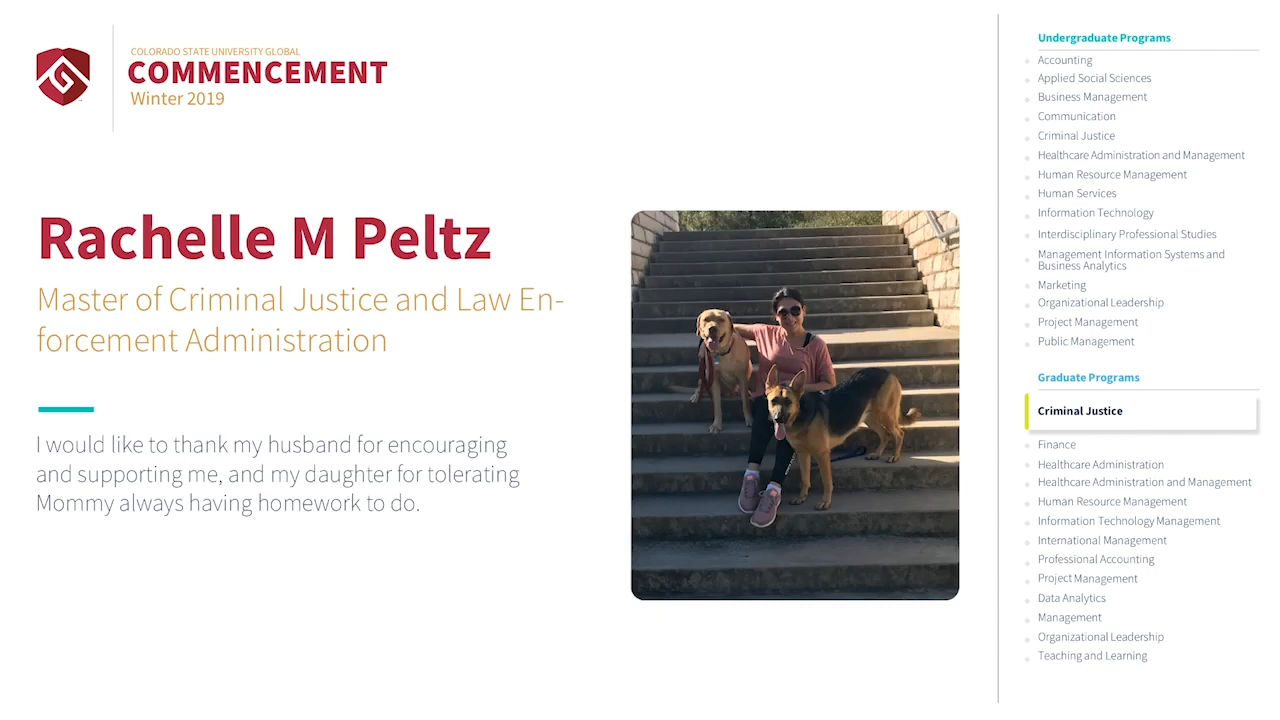 COLORADO STATE UNIVERSITY GLOBAL
COMMENCEMENT
Winter 2019
Rachelle M Peltz
Master of Criminal Justice and Law En-
forcement Administration
I would like to thank my husband for encouraging
and supporting me, and my daughter for tolerating
Mommy always having homework to do.
Undergraduate Programs
Accounting
Applied Social Sciences
Business Management
Communication
Criminal Justice
Healthcare Administration and Management
Human Resource Management
Human Services
Information Technology
Interdisciplinary Professional Studies
Management Information Systems and
Business Analytics
Marketing
Organizational Leadership
Project Management
Public Management
Graduate Programs
Criminal Justice
Finance
Healthcare Administration
Healthcare Administration and Management
Human Resource Management
Information Technology Management
International Management
Professional Accounting
Project Management
Data Analytics
Management
Organizational Leadership
Teaching and Learning